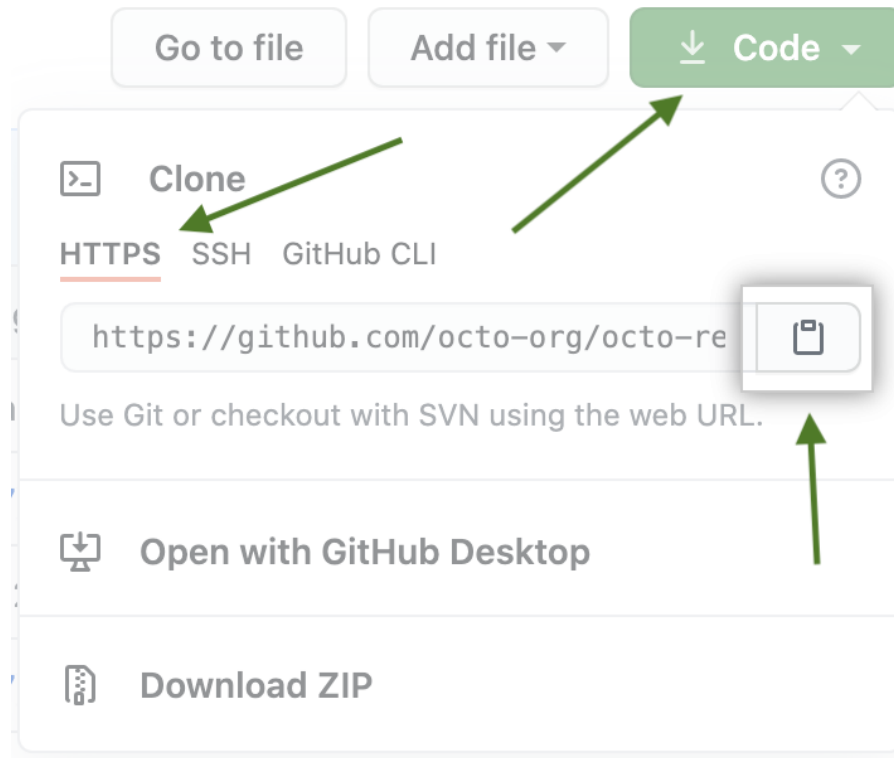 Go to file Add file Code
Clone
HTTPS SSH GitHub CLI
https://github.com/octo-org/octo-re
Use Git or checkout with SVN using the web URL.
Open with GitHub Desktop
Download ZIP